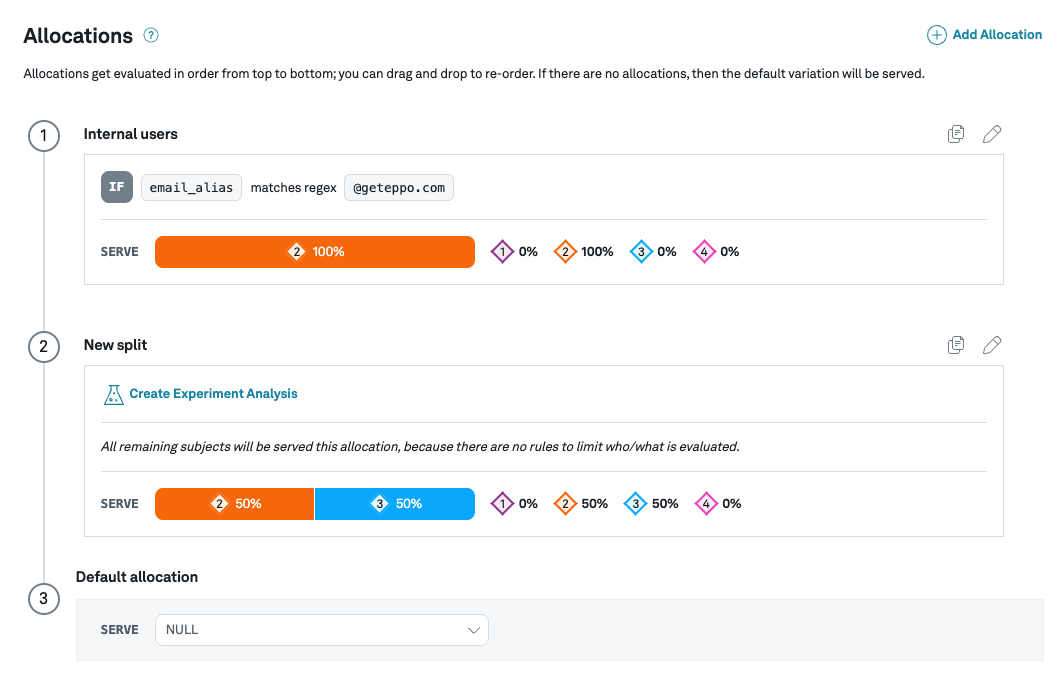 Allocations ?
Add Allocation
Allocations get evaluated in order from top to bottom; you can drag and drop to re-order. If there are no allocations, then the default variation will be served.
1 Internal users
IF email_alias matches regex @geteppo.com
SERVE 2 100% 1 0% 2 100% 3 0% 4 0%
2 New split
Create Experiment Analysis
All remaining subjects will be served this allocation, because there are no rules to limit who/what is evaluated.
SERVE 2 50% 3 50% 1 0% 2 50% 3 50% 4 0%
Default allocation
3
SERVE NULL